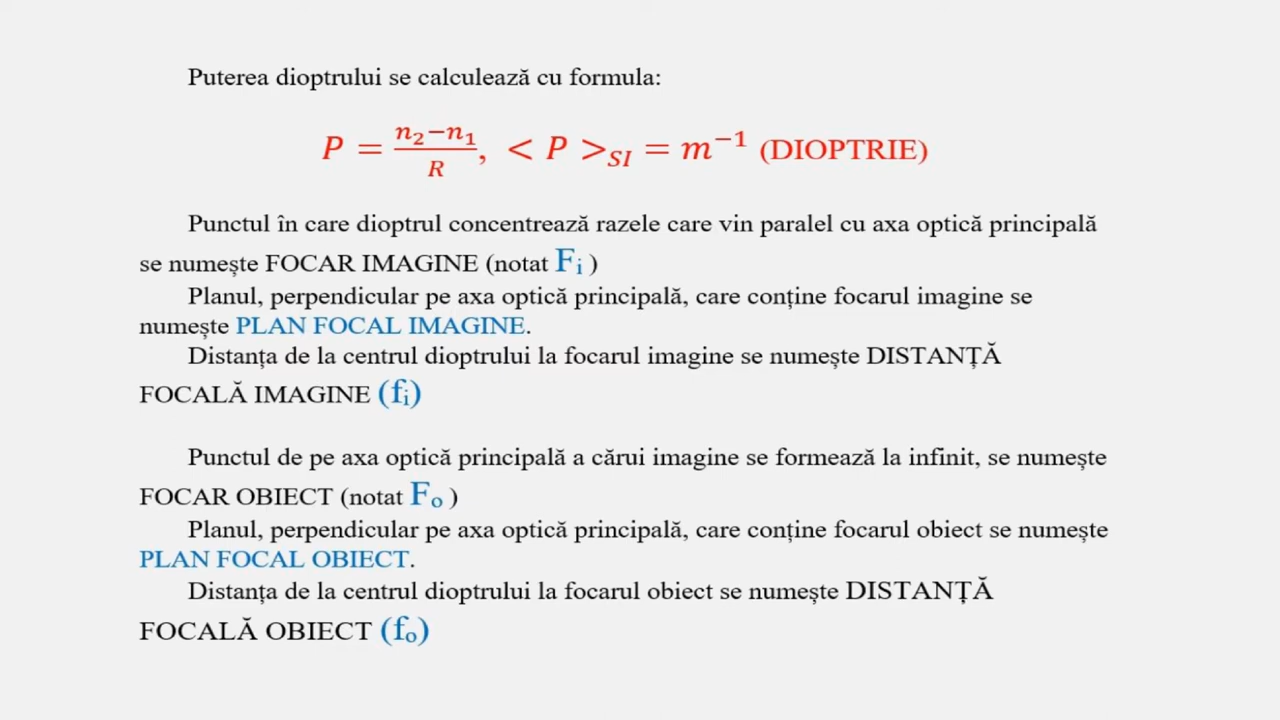 Puterea dioptrului se calculează cu formula:
P = n₂−n₁/R, < P >SI = m⁻¹ (DIOPTRIE)
Punctul în care dioptrul concentrează razele care vin paralel cu axa optică principală
se numește FOCAR IMAGINE (notat Fᵢ )
Planul, perpendicular pe axa optică principală, care conține focarul imagine se
numește PLAN FOCAL IMAGINE.
Distanța de la centrul dioptrului la focarul imagine se numește DISTANȚĂ
FOCALĂ IMAGINE (fᵢ)
Punctul de pe axa optică principală a cărui imagine se formează la infinit, se numește
FOCAR OBIECT (notat Fₒ )
Planul, perpendicular pe axa optică principală, care conține focarul obiect se numește
PLAN FOCAL OBIECT.
Distanța de la centrul dioptrului la focarul obiect se numește DISTANȚĂ
FOCALĂ OBIECT (fₒ)